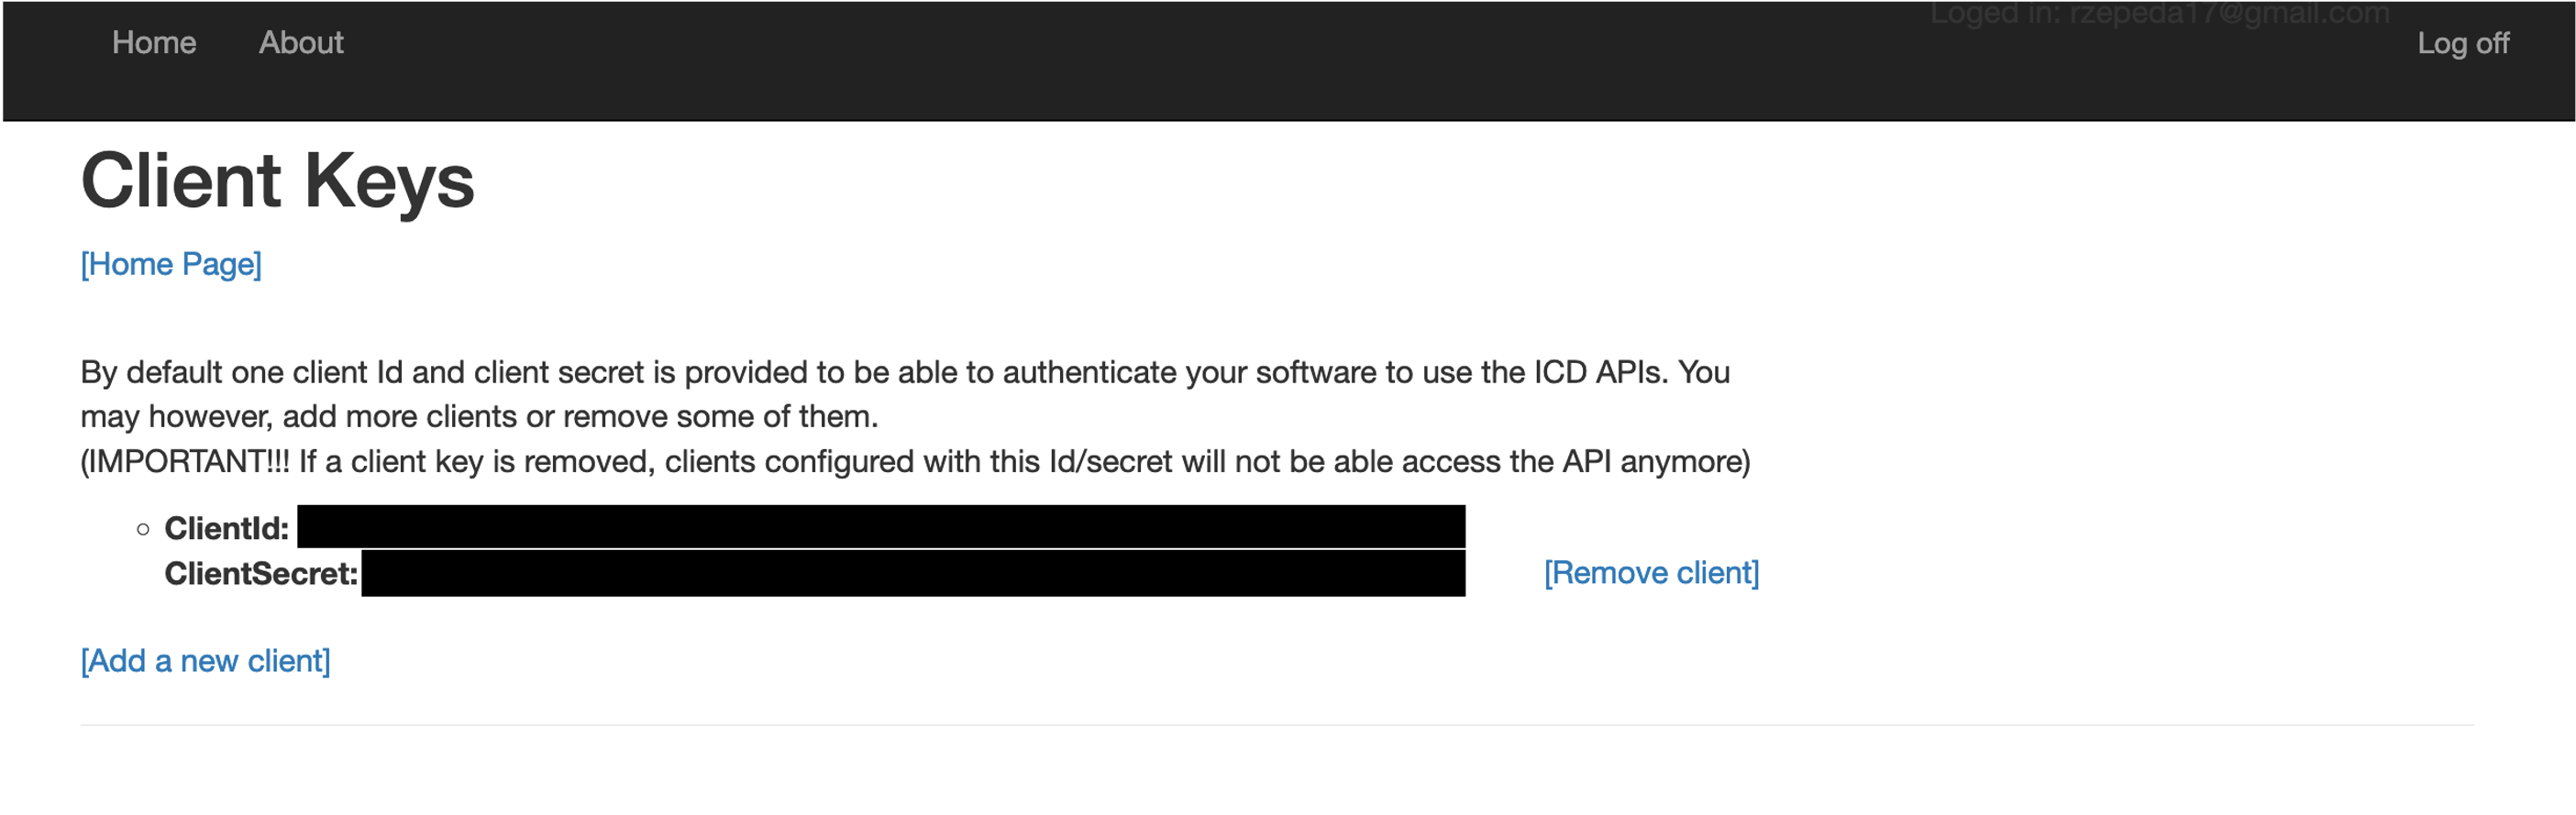 Loged in: rzepeda17@gmail.com
Home About Log off
Client Keys
[Home Page]
By default one client Id and client secret is provided to be able to authenticate your software to use the ICD APIs. You
may however, add more clients or remove some of them.
(IMPORTANT!!! If a client key is removed, clients configured with this Id/secret will not be able access the API anymore)
ClientId:
ClientSecret: [Remove client]
[Add a new client]